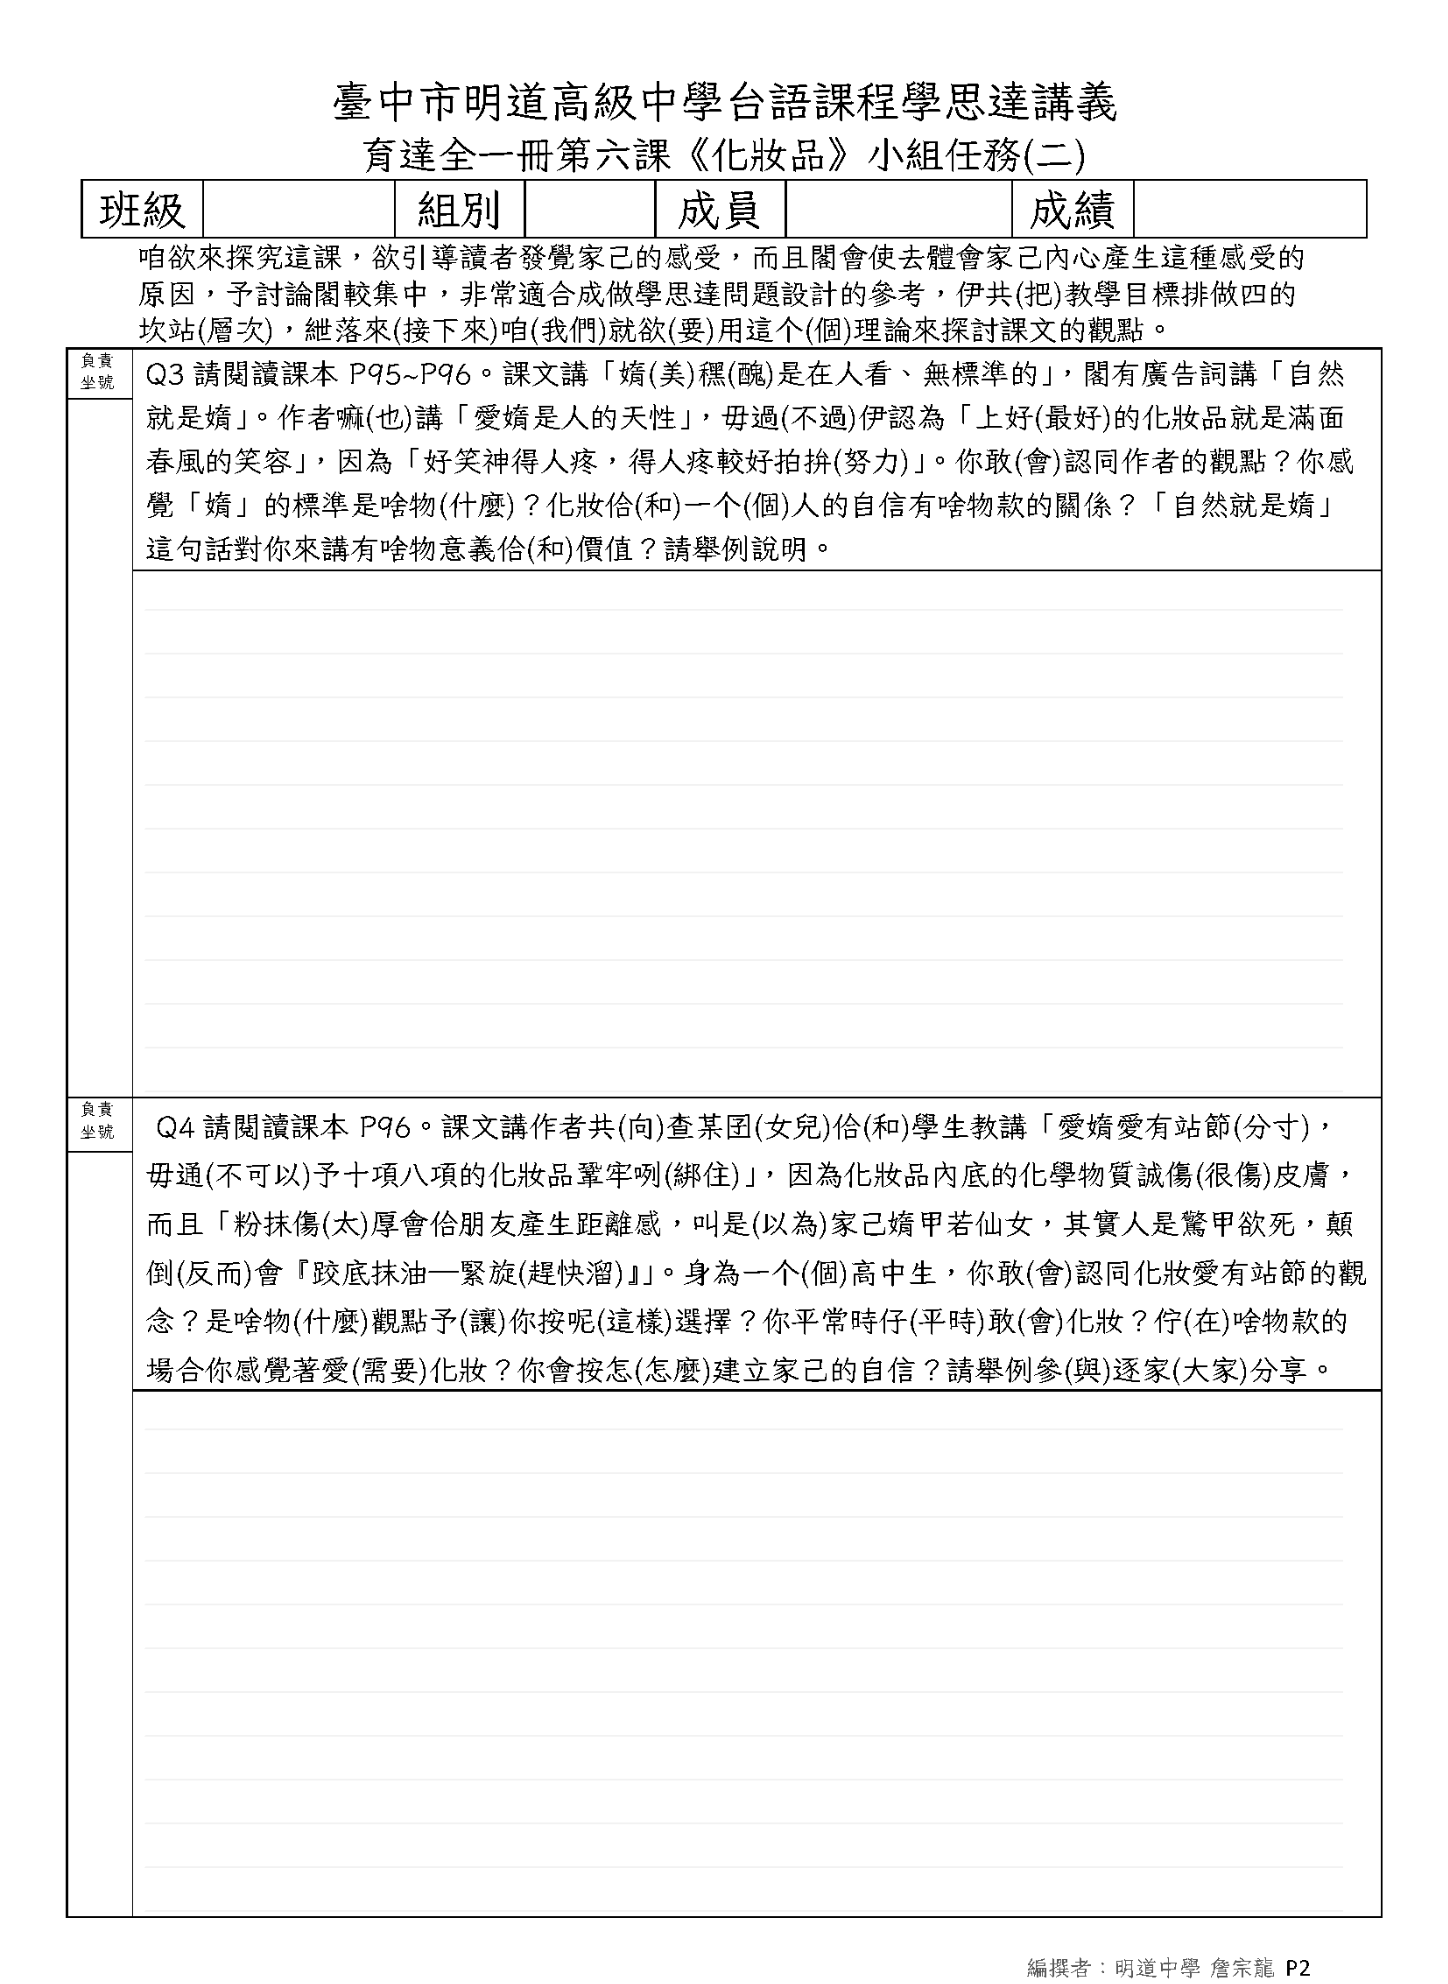 臺中市明道高級中學台語課程學思達講義
育達全一冊第六課《化妝品》小組任務(二)
班級 組別 成員 成績
咱欲來探究這課，欲引導讀者發覺家己的感受，而且閣會使去體會家己內心產生這種感受的
原因，予討論閣較集中，非常適合成做學思達問題設計的參考，伊共(把)教學目標排做四的
坎站(層次)，紲落來(接下來)咱(我們)就欲(要)用這个(個)理論來探討課文的觀點。
負責
坐號
Q3 請閱讀課本 P95~P96。課文講「媠(美)䆀(醜)是在人看、無標準的」，閣有廣告詞講「自然
就是媠」。作者嘛(也)講「愛媠是人的天性」，毋過(不過)伊認為「上好(最好)的化妝品就是滿面
春風的笑容」，因為「好笑神得人疼，得人疼較好拍拚(努力)」。你敢(會)認同作者的觀點？你感
覺「媠」的標準是啥物(什麼)？化妝佮(和)一个(個)人的自信有啥物款的關係？「自然就是媠」
這句話對你來講有啥物意義佮(和)價值？請舉例說明。
負責
坐號
Q4 請閱讀課本 P96。課文講作者共(向)查某囝(女兒)佮(和)學生教講「愛媠愛有站節(分寸)，
毋通(不可以)予十項八項的化妝品鞏牢咧(綁住)」，因為化妝品內底的化學物質誠傷(很傷)皮膚，
而且「粉抹傷(太)厚會佮朋友產生距離感，叫是(以為)家己媠甲若仙女，其實人是驚甲欲死，顛
倒(反而)會『跤底抹油—緊旋(趕快溜)』」。身為一个(個)高中生，你敢(會)認同化妝愛有站節的觀
念？是啥物(什麼)觀點予(讓)你按呢(這樣)選擇？你平常時仔(平時)敢(會)化妝？佇(在)啥物款的
場合你感覺著愛(需要)化妝？你會按怎(怎麼)建立家己的自信？請舉例參(與)逐家(大家)分享。
編撰者：明道中學 詹宗龍 P2